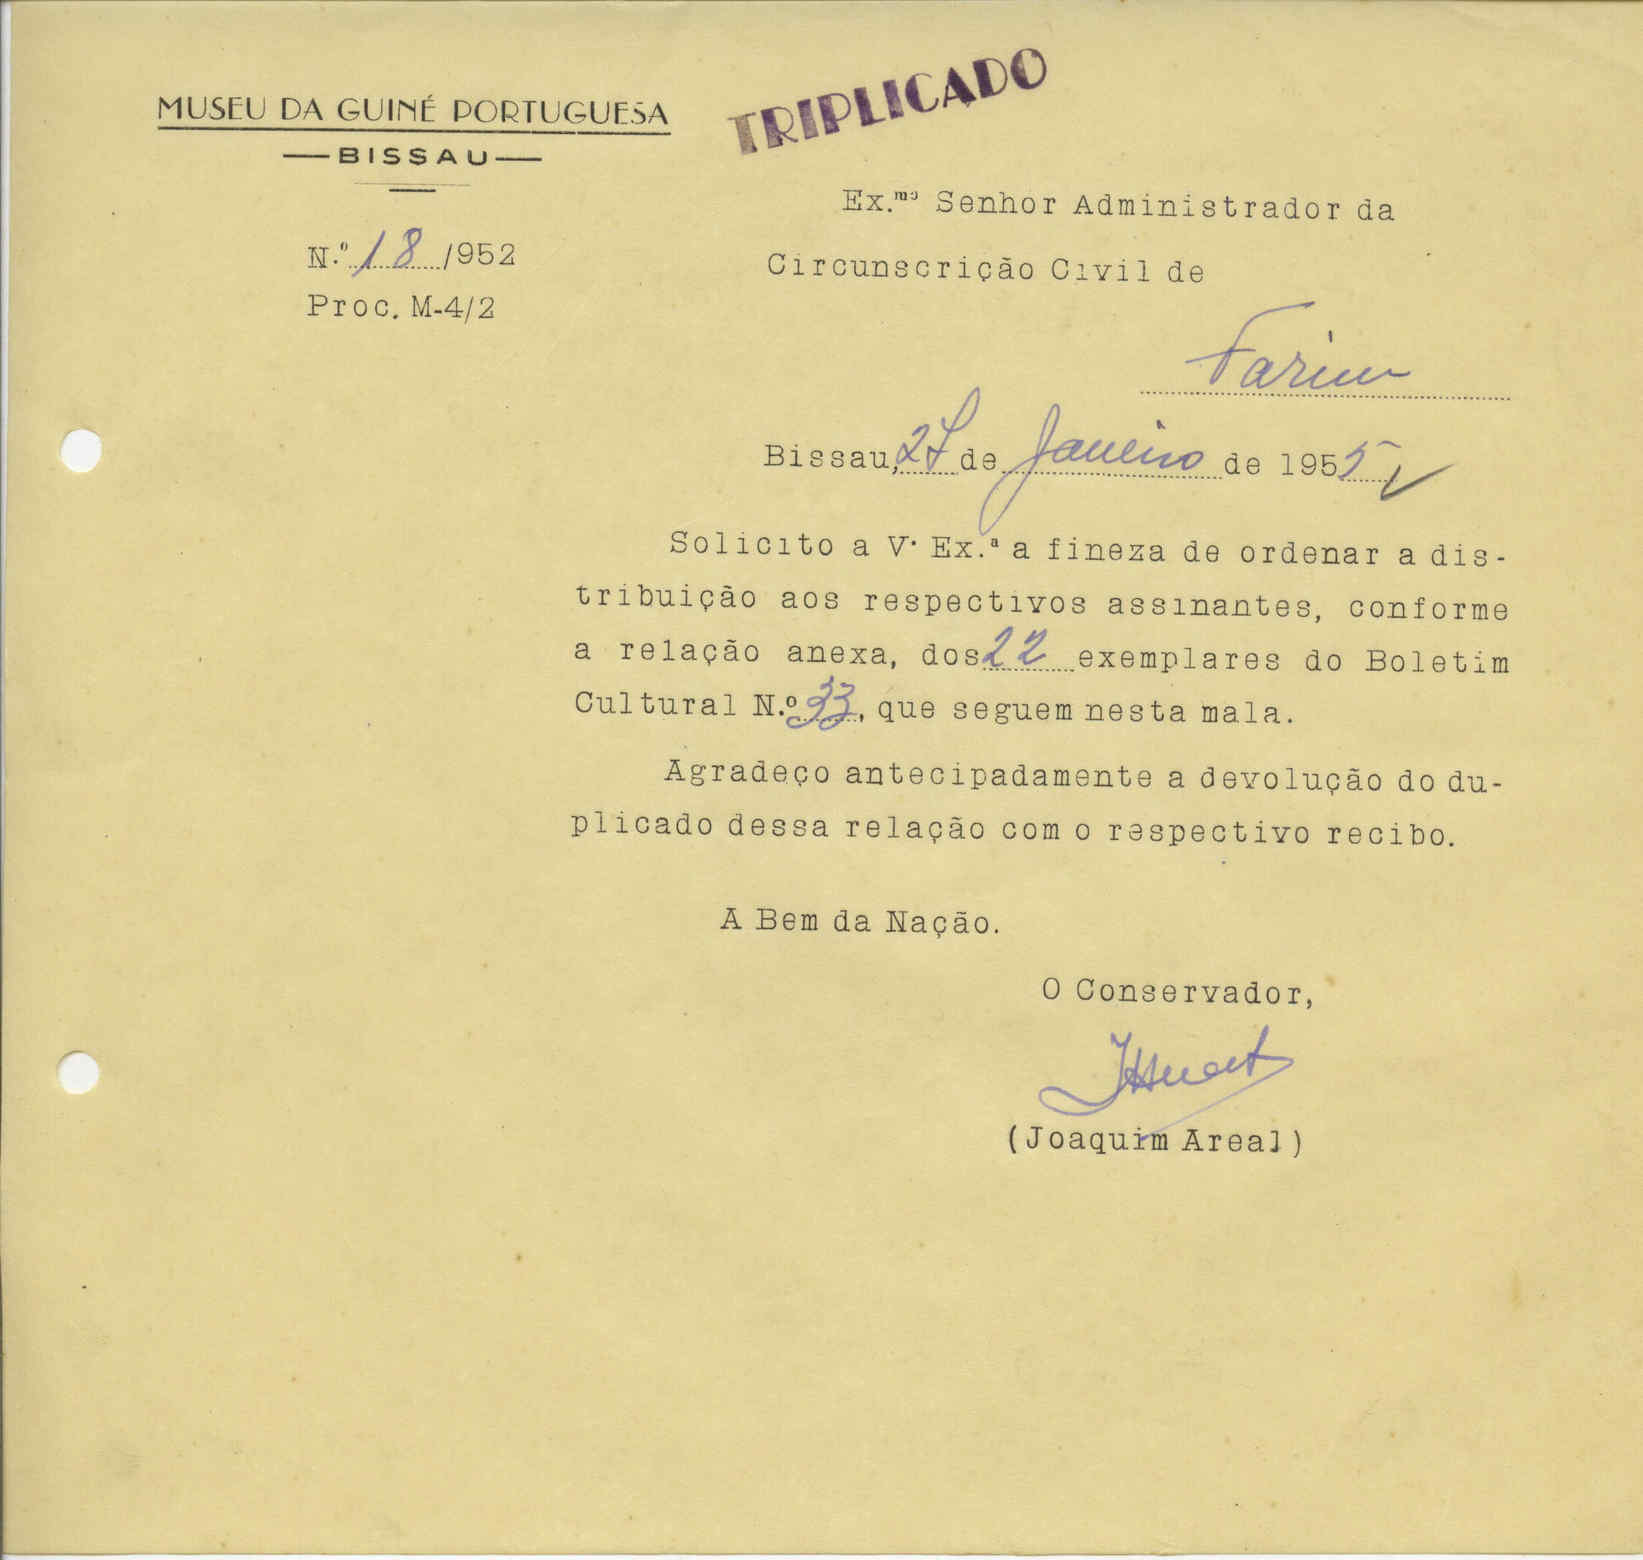 MUSEU DA GUINÉ PORTUGUESA
BISSAU
TRIPLICADO
N.º 18/952
Proc. M-4/2
Ex.mo Senhor Administrador da
Circunscrição Civil de
Farim
Bissau, 27 de Janeiro de 1955
Solicito a V. Ex.ª a fineza de ordenar a dis-
tribuição aos respectivos assinantes, conforme
a relação anexa, dos 22 exemplares do Boletim
Cultural N.º 33, que seguem nesta mala.
Agradeço antecipadamente a devolução do du-
plicado dessa relação com o respectivo recibo.
A Bem da Nação.
O Conservador,
(Joaquim Areal)